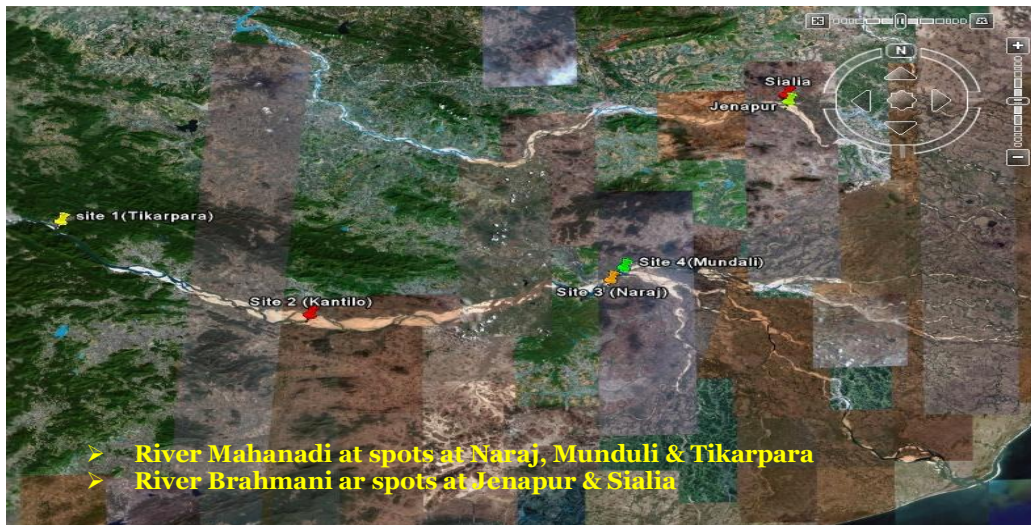 N
Sialia
Jenapur
site 1(Tikarpara)
Site 4(Mundali)
Site 3 (Naraj)
Site 2 (Kantilo)
➢ River Mahanadi at spots at Naraj, Munduli & Tikarpara
➢ River Brahmani ar spots at Jenapur & Sialia